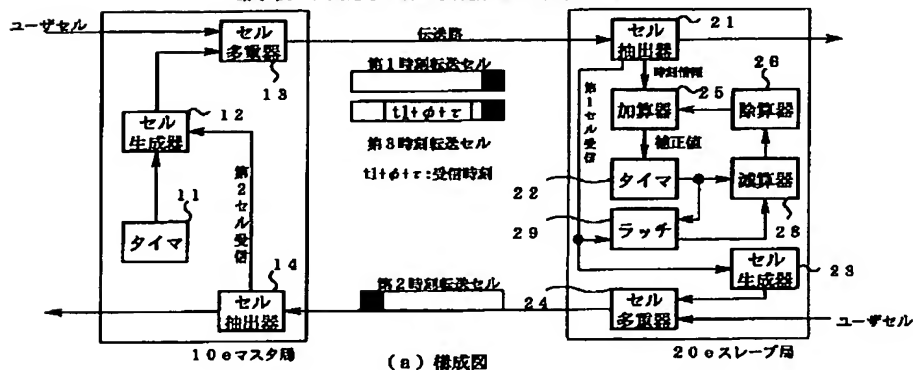 ユーザセル
セル
多重器
13
伝送路
第1時刻転送セル
t1+φ+τ
第3時刻転送セル
t1+φ+τ:受信時刻
12
セル
生成器
第2セル受信
11
タイマ
14
セル
抽出器
10eマスタ局
第2時刻転送セル
(a) 構成図
21
セル
抽出器
時刻情報
第1セル受信
25
加算器
26
除算器
補正値
22
タイマ
減算器
28
29
ラッチ
セル
生成器
23
24
セル
多重器
ユーザセル
20eスレーブ局